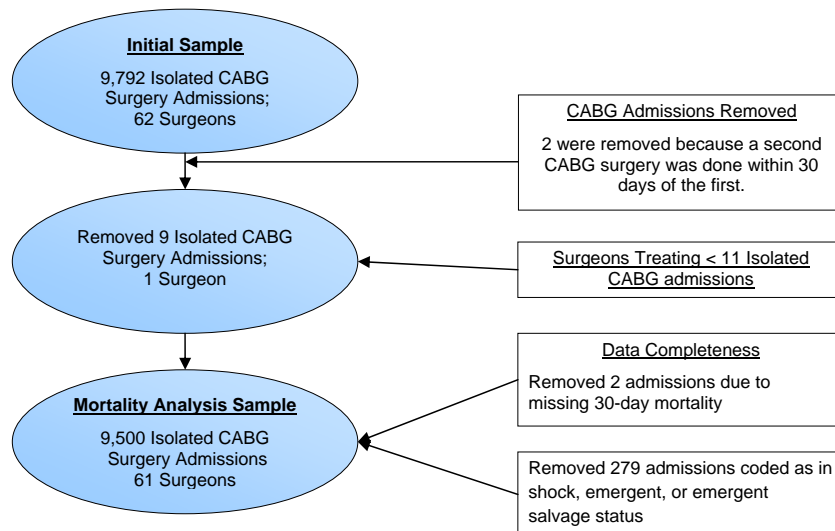 Initial Sample
9,792 Isolated CABG
Surgery Admissions;
62 Surgeons
CABG Admissions Removed
2 were removed because a second
CABG surgery was done within 30
days of the first.
Removed 9 Isolated CABG
Surgery Admissions;
1 Surgeon
Surgeons Treating < 11 Isolated
CABG admissions
Data Completeness
Removed 2 admissions due to
missing 30-day mortality
Mortality Analysis Sample
9,500 Isolated CABG
Surgery Admissions
61 Surgeons
Removed 279 admissions coded as in
shock, emergent, or emergent
salvage status